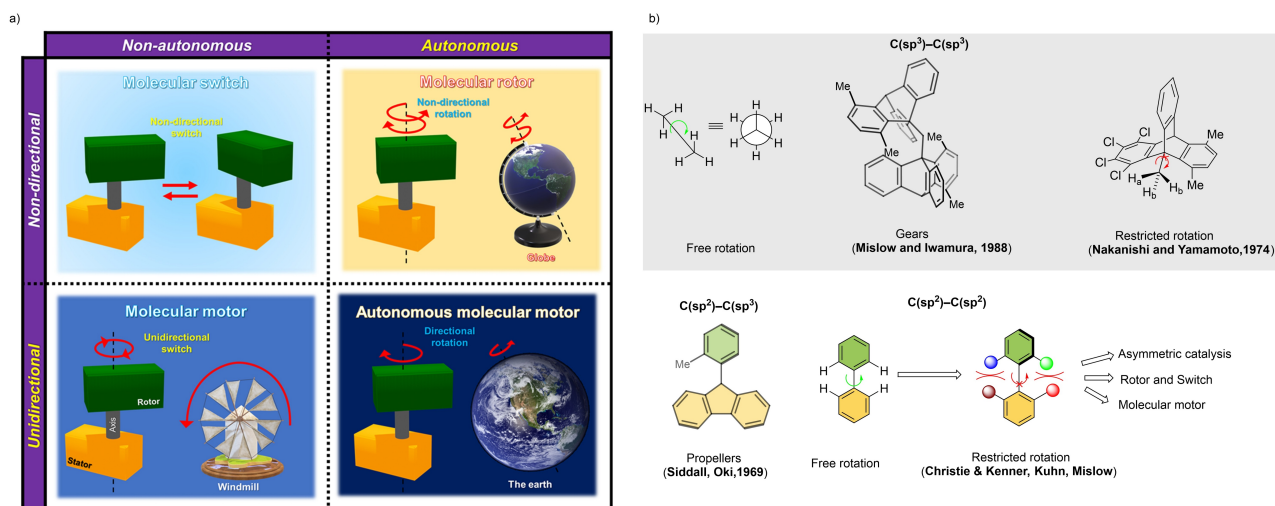 a)
Non-autonomous
Autonomous
Non-directional
Unidirectional
Molecular switch
Non-directional
switch
Molecular rotor
Non-directional
rotation
Globe
Molecular motor
Unidirectional
switch
Rotor
Axis
Stator
Windmill
Autonomous molecular motor
Directional
rotation
The earth
b)
C(sp³)–C(sp³)
H
H
H
H
H
H
≡
H
H
H
H
H
H
Free rotation
Me
Me
Me
Me
Gears
(Mislow and Iwamura, 1988)
Cl
Cl
Cl
Cl
Me
Me
Hₐ
H_b
H_b
Restricted rotation
(Nakanishi and Yamamoto,1974)
C(sp²)–C(sp³)
Me
Propellers
(Siddall, Oki,1969)
C(sp²)–C(sp²)
H
H
H
H
Free rotation
Restricted rotation
(Christie & Kenner, Kuhn, Mislow)
Asymmetric catalysis
Rotor and Switch
Molecular motor